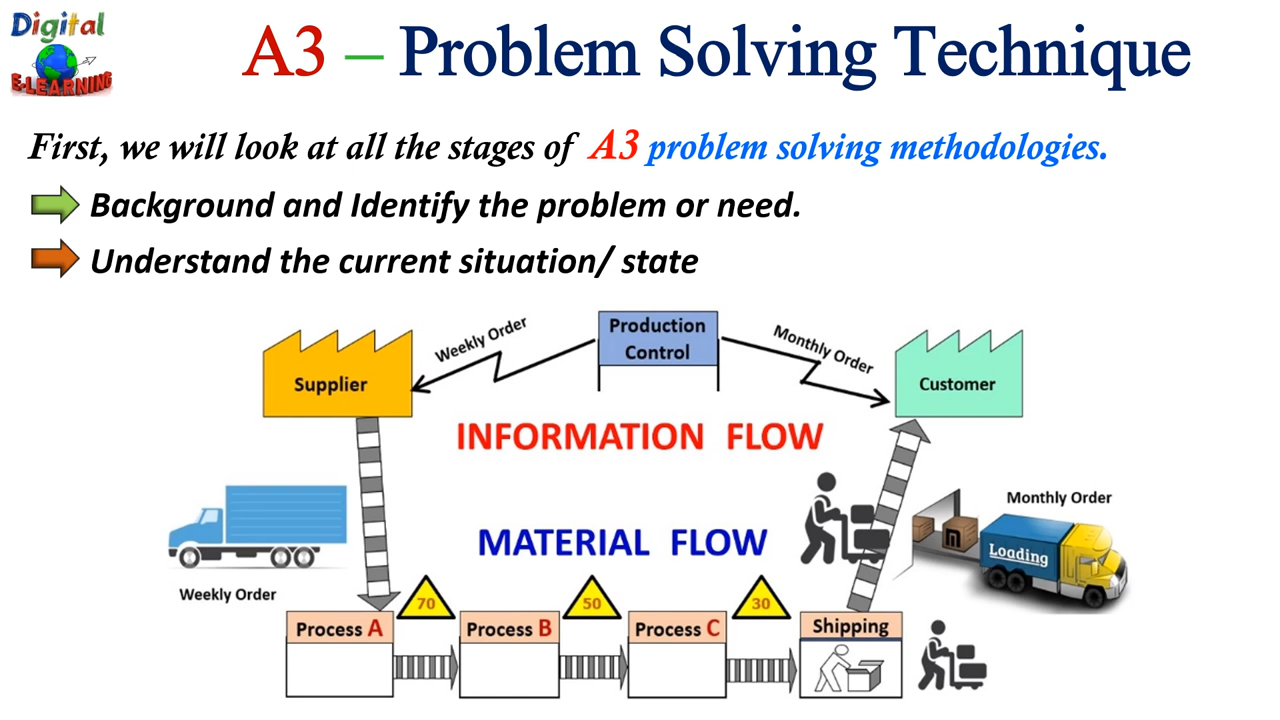 Digital
E-LEARNING
A3 – Problem Solving Technique
First, we will look at all the stages of A3 problem solving methodologies.
Background and Identify the problem or need.
Understand the current situation/ state
Production
Control
Weekly Order
Monthly Order
Supplier
Customer
INFORMATION FLOW
Monthly Order
MATERIAL FLOW
Loading
Weekly Order
70
50
30
Process A
Process B
Process C
Shipping